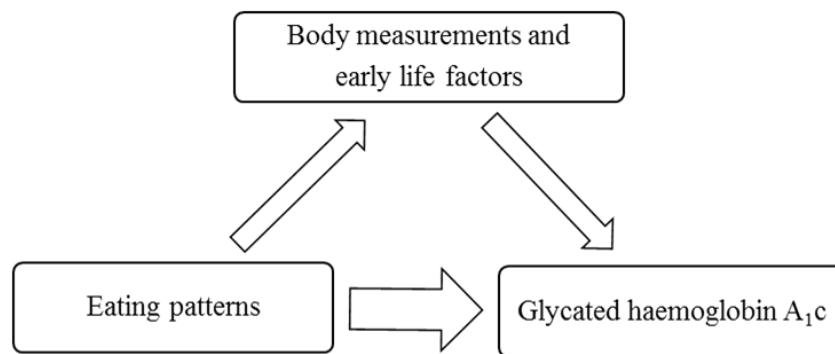 Body measurements and
early life factors
Eating patterns
Glycated haemoglobin A₁c